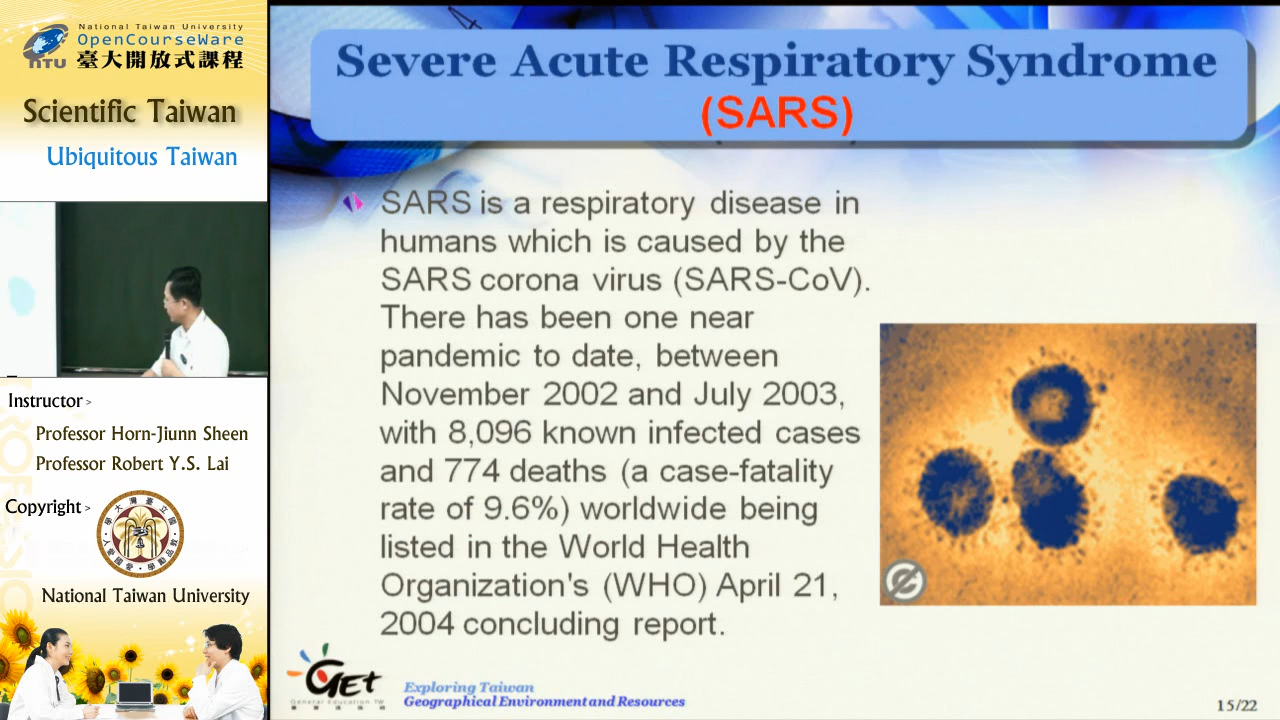 National Taiwan University
OpenCourseWare
NTU 臺大開放式課程
Scientific Taiwan
Ubiquitous Taiwan
Instructor >
Professor Horn-Jiunn Sheen
Professor Robert Y.S. Lai
Copyright >
National Taiwan University
Severe Acute Respiratory Syndrome
(SARS)
SARS is a respiratory disease in
humans which is caused by the
SARS corona virus (SARS-CoV).
There has been one near
pandemic to date, between
November 2002 and July 2003,
with 8,096 known infected cases
and 774 deaths (a case-fatality
rate of 9.6%) worldwide being
listed in the World Health
Organization's (WHO) April 21,
2004 concluding report.
GET
General Education TW
Exploring Taiwan
Geographical Environment and Resources
15/22